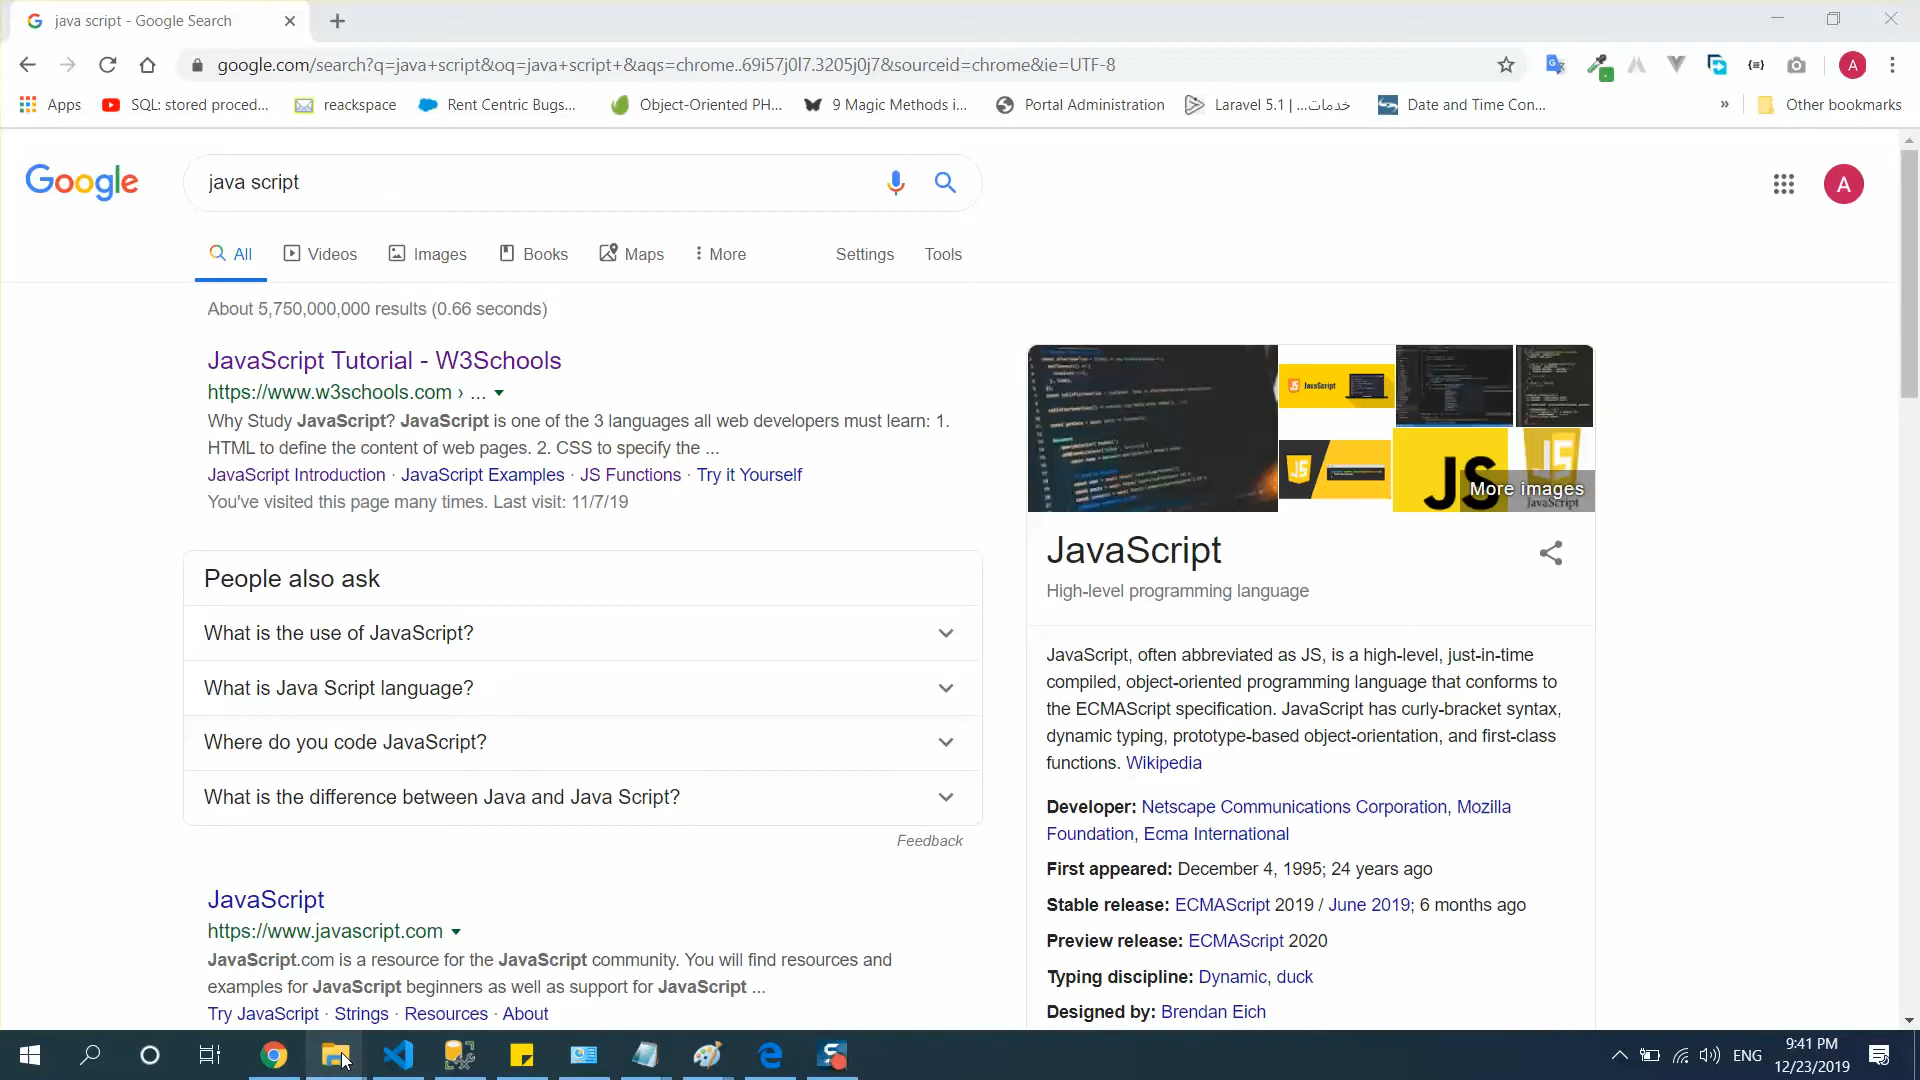 java script - Google Search
google.com/search?q=java+script&oq=java+script+&aqs=chrome..69i57j0l7.3205j0j7&sourceid=chrome&ie=UTF-8
A
Apps
SQL: stored proced...
reackspace
Rent Centric Bugs...
Object-Oriented PH...
9 Magic Methods i...
Portal Administration
Laravel 5.1 | ...خدمات
Date and Time Con...
»
Other bookmarks
Google
java script
A
All
Videos
Images
Books
Maps
More
Settings
Tools
About 5,750,000,000 results (0.66 seconds)
JavaScript Tutorial - W3Schools
https://www.w3schools.com › ...
Why Study JavaScript? JavaScript is one of the 3 languages all web developers must learn: 1.
HTML to define the content of web pages. 2. CSS to specify the ...
JavaScript Introduction · JavaScript Examples · JS Functions · Try it Yourself
You've visited this page many times. Last visit: 11/7/19
People also ask
What is the use of JavaScript?
What is Java Script language?
Where do you code JavaScript?
What is the difference between Java and Java Script?
Feedback
JavaScript
https://www.javascript.com
JavaScript.com is a resource for the JavaScript community. You will find resources and
examples for JavaScript beginners as well as support for JavaScript ...
Try JavaScript · Strings · Resources · About
JavaScript
JS
JS
JS
More images
JavaScript
JavaScript
High-level programming language
JavaScript, often abbreviated as JS, is a high-level, just-in-time
compiled, object-oriented programming language that conforms to
the ECMAScript specification. JavaScript has curly-bracket syntax,
dynamic typing, prototype-based object-orientation, and first-class
functions. Wikipedia
Developer: Netscape Communications Corporation, Mozilla
Foundation, Ecma International
First appeared: December 4, 1995; 24 years ago
Stable release: ECMAScript 2019 / June 2019; 6 months ago
Preview release: ECMAScript 2020
Typing discipline: Dynamic, duck
Designed by: Brendan Eich
ENG
9:41 PM
12/23/2019